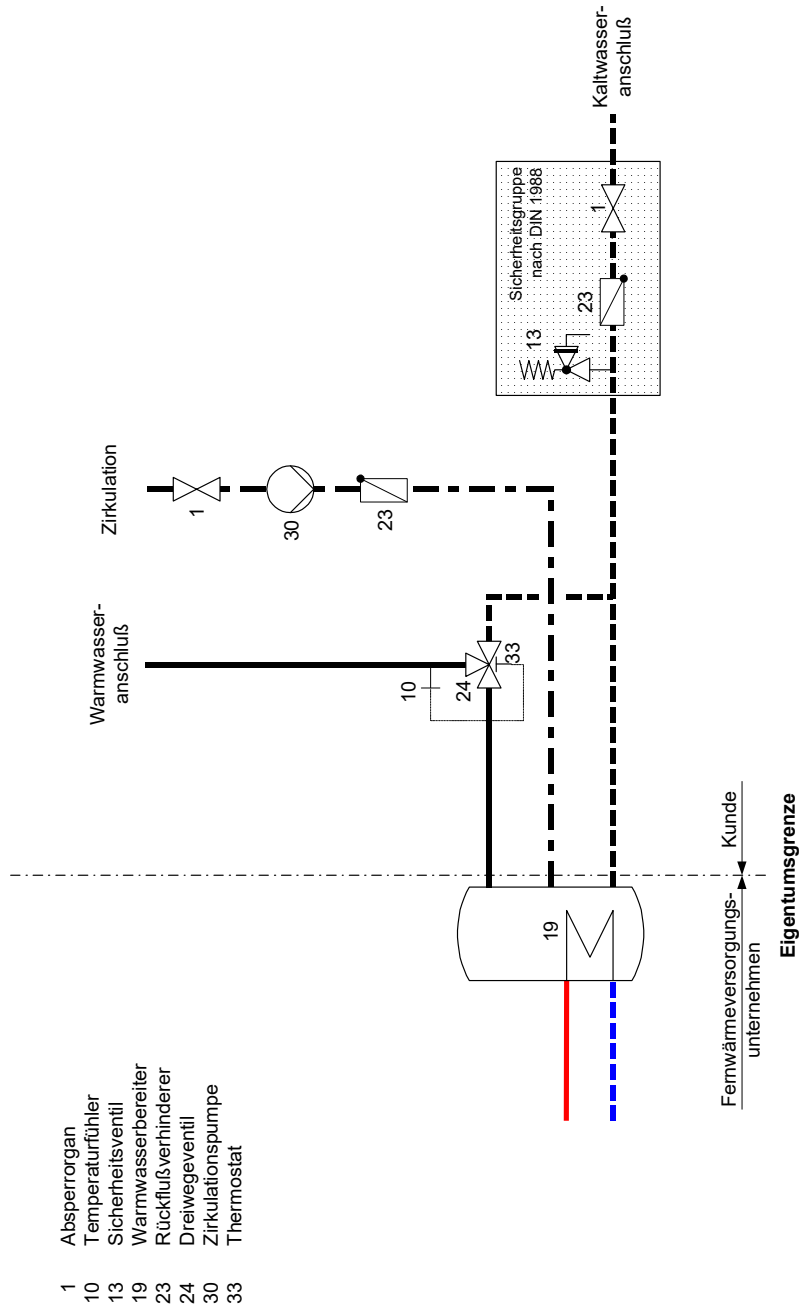 1 Absperrorgan
10 Temperaturfühler
13 Sicherheitsventil
19 Warmwasserbereiter
23 Rückflußverhinderer
24 Dreiwegeventil
30 Zirkulationspumpe
33 Thermostat
Warmwasser-
anschluß
Zirkulation
Kaltwasser-
anschluß
1
30
23
10
24
33
Sicherheitsgruppe
nach DIN 1988
13
23
1
19
Fernwärmeversorgungs-
unternehmen
Kunde
Eigentumsgrenze